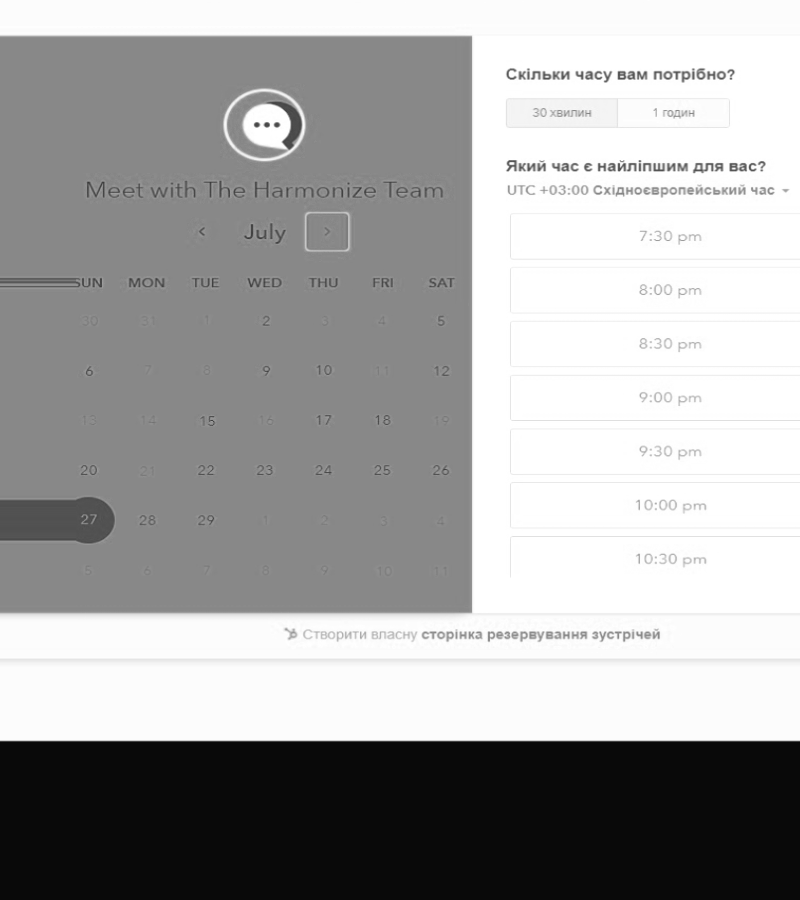 Meet with The Harmonize Team
July
SUN MON TUE WED THU FRI SAT
30 31 1 2 3 4 5
6 7 8 9 10 11 12
13 14 15 16 17 18 19
20 21 22 23 24 25 26
27 28 29 1 2 3 4
5 6 7 8 9 10 11
Скільки часу вам потрібно?
30 хвилин 1 годин
Який час є найліпшим для вас?
UTC +03:00 Східноєвропейський час
7:30 pm
8:00 pm
8:30 pm
9:00 pm
9:30 pm
10:00 pm
10:30 pm
Створити власну сторінка резервування зустрічей